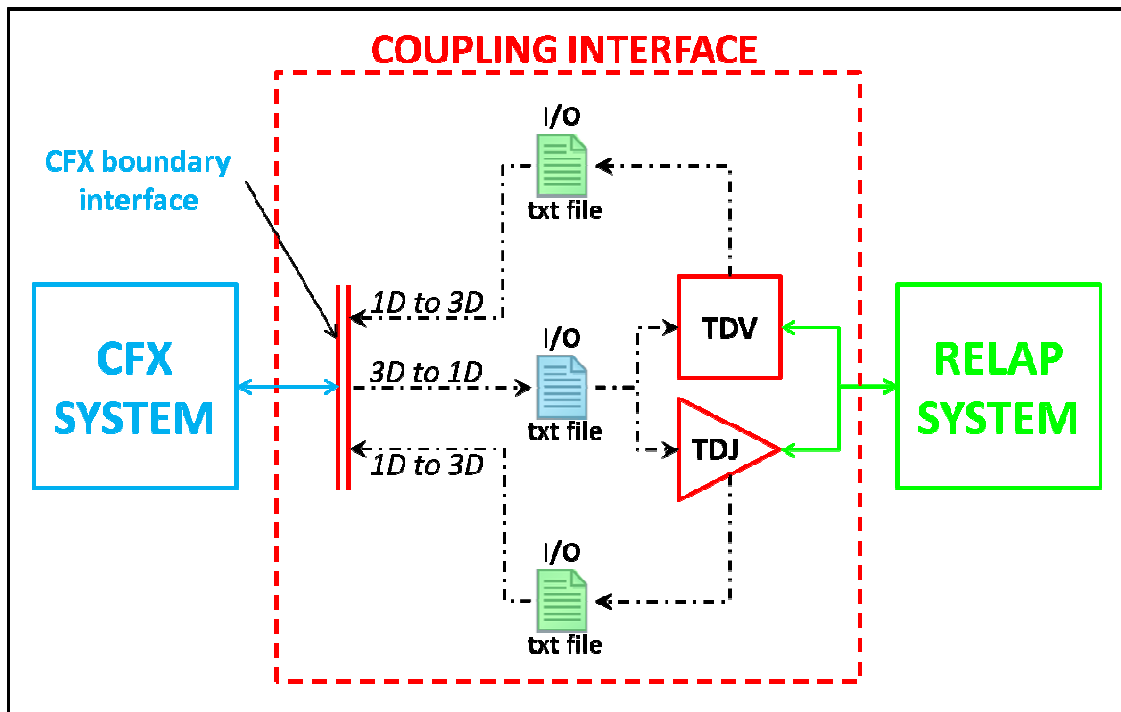 COUPLING INTERFACE
I/O
txt file
CFX boundary
interface
1D to 3D
I/O
3D to 1D
txt file
1D to 3D
I/O
txt file
CFX
SYSTEM
TDV
TDJ
RELAP
SYSTEM